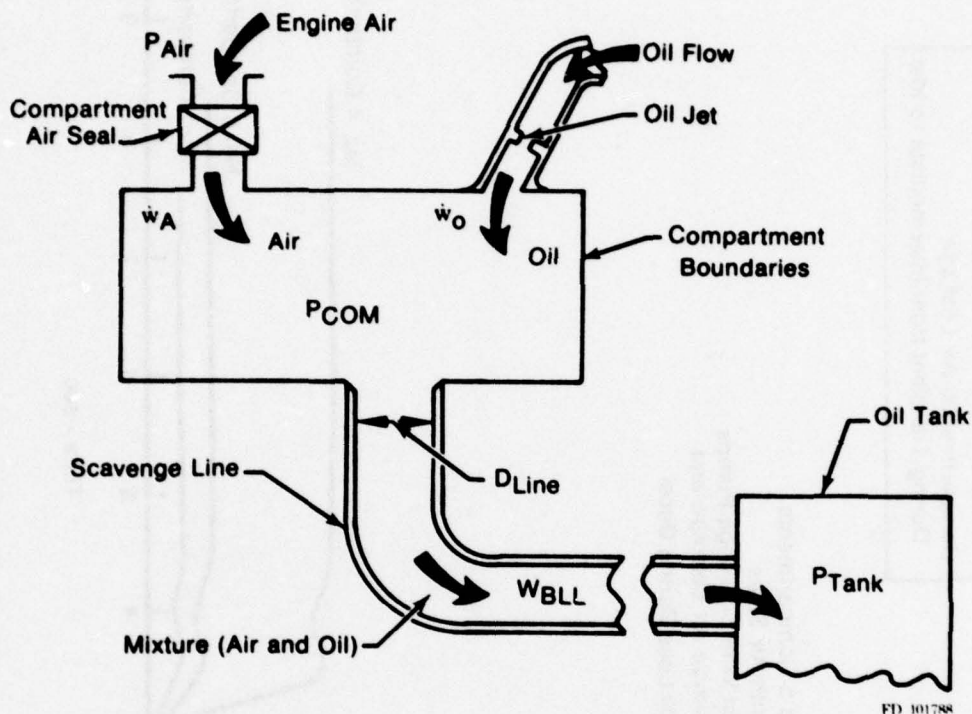 Engine Air
P_Air
Oil Flow
Compartment
Air Seal
Oil Jet
ẇ_A
Air
ẇ_O
Oil
Compartment
Boundaries
P_COM
Oil Tank
Scavenge Line
D_Line
P_Tank
W_BLL
Mixture (Air and Oil)
FD 101788